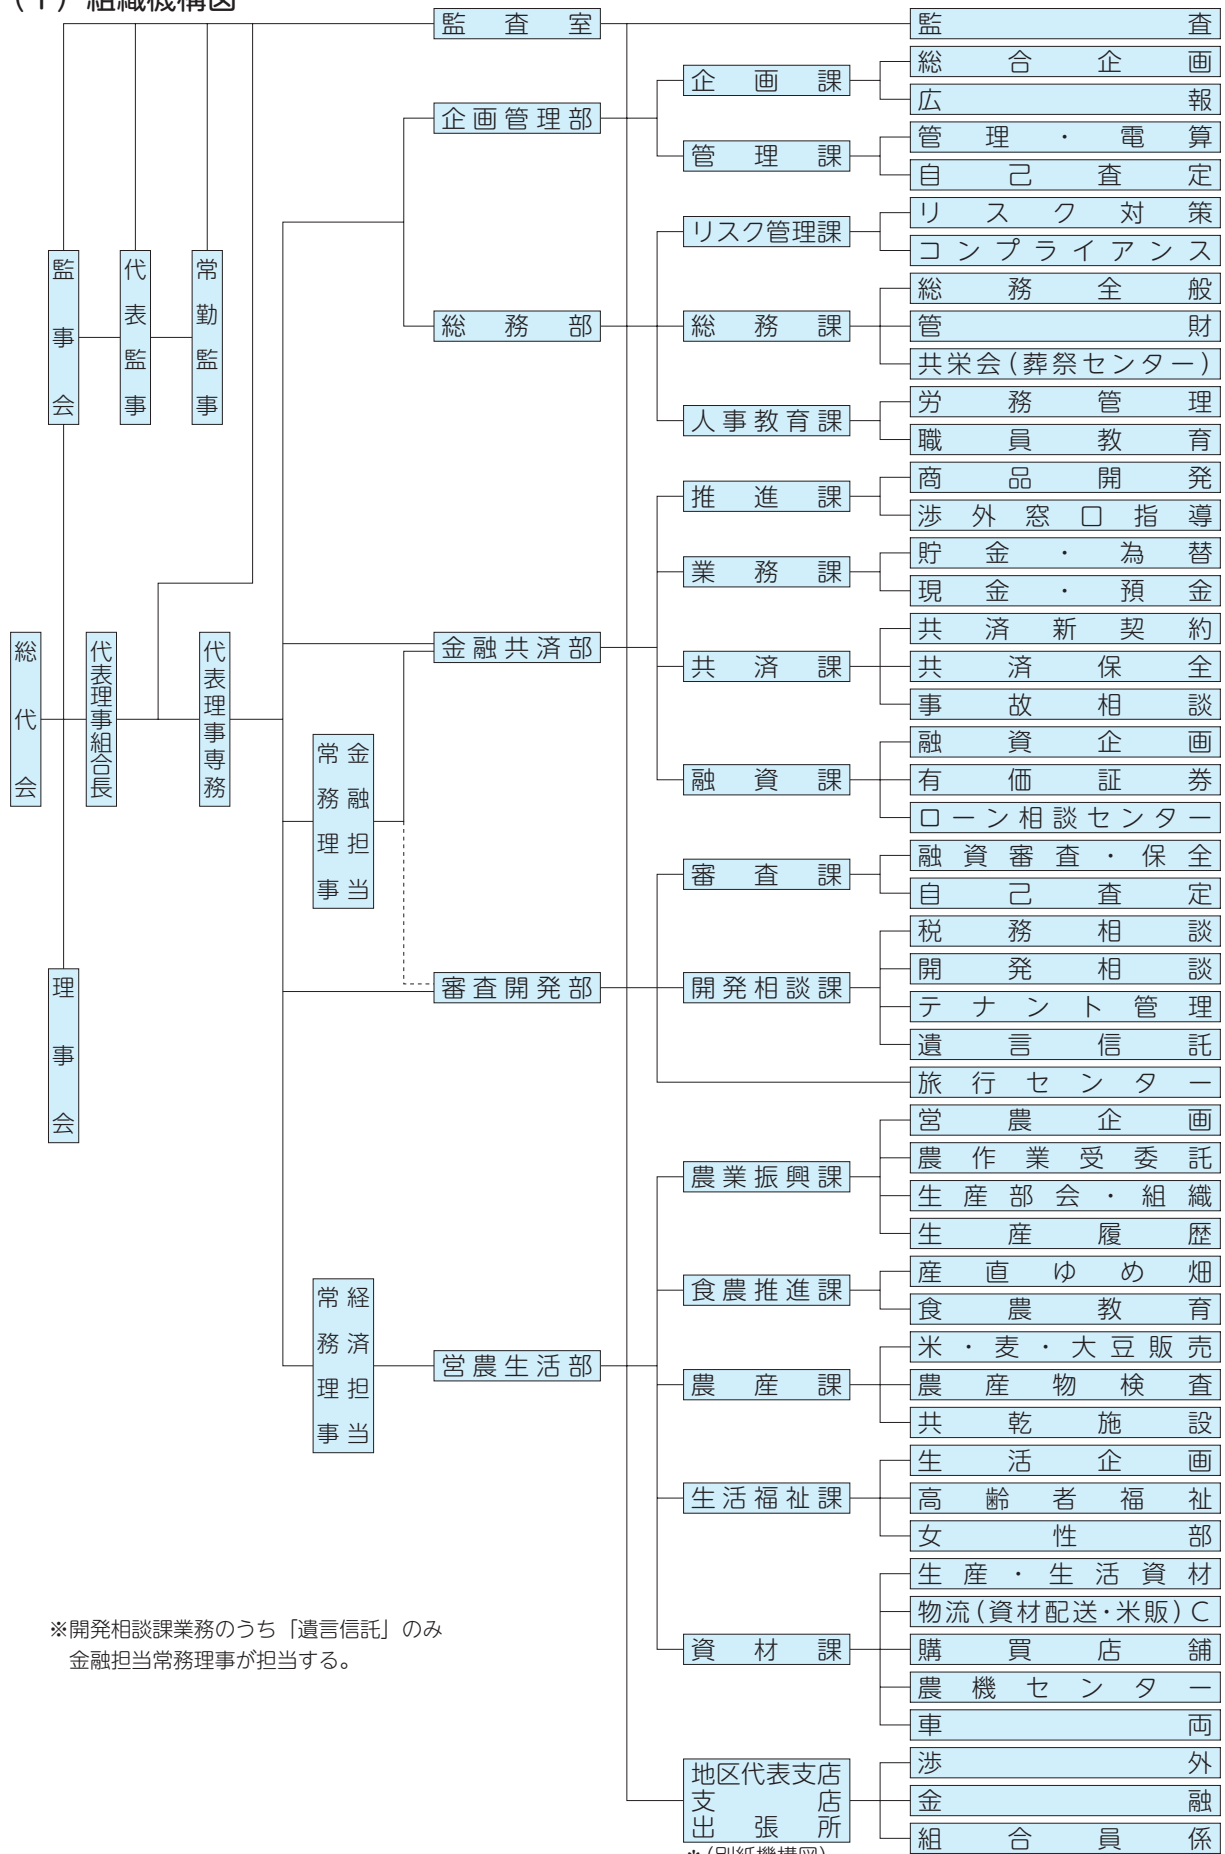 （1）組織機構図
監査室
監査
企画管理部
企画課
総合企画
広報
管理課
管理・電算
自己査定
総務部
リスク管理課
リスク対策
コンプライアンス
総務課
総務全般
管財
共栄会（葬祭センター）
人事教育課
労務管理
職員教育
監事会
代表監事
常勤監事
総代会
代表理事組合長
代表理事専務
理事会
金融担当
常務理事
金融共済部
推進課
商品開発
渉外窓口指導
業務課
貯金・為替
現金・預金
共済課
共済新契約
共済保全
事故相談
融資課
融資企画
有価証券
ローン相談センター
審査開発部
審査課
融資審査・保全
自己査定
開発相談課
税務相談
開発相談
テナント管理
遺言信託
旅行センター
経済担当
常務理事
営農生活部
農業振興課
営農企画
農作業受委託
生産部会・組織
生産履歴
食農推進課
産直ゆめ畑
食農教育
農産課
米・麦・大豆販売
農産物検査
共乾施設
生活福祉課
生活企画
高齢者福祉
女性部
資材課
生産・生活資材
物流（資材配送・米販）C
購買店舗
農機センター
車両
地区代表支店
支店
出張所
渉外
金融
組合員係
＊（別紙機構図）
※開発相談課業務のうち「遺言信託」のみ
金融担当常務理事が担当する。